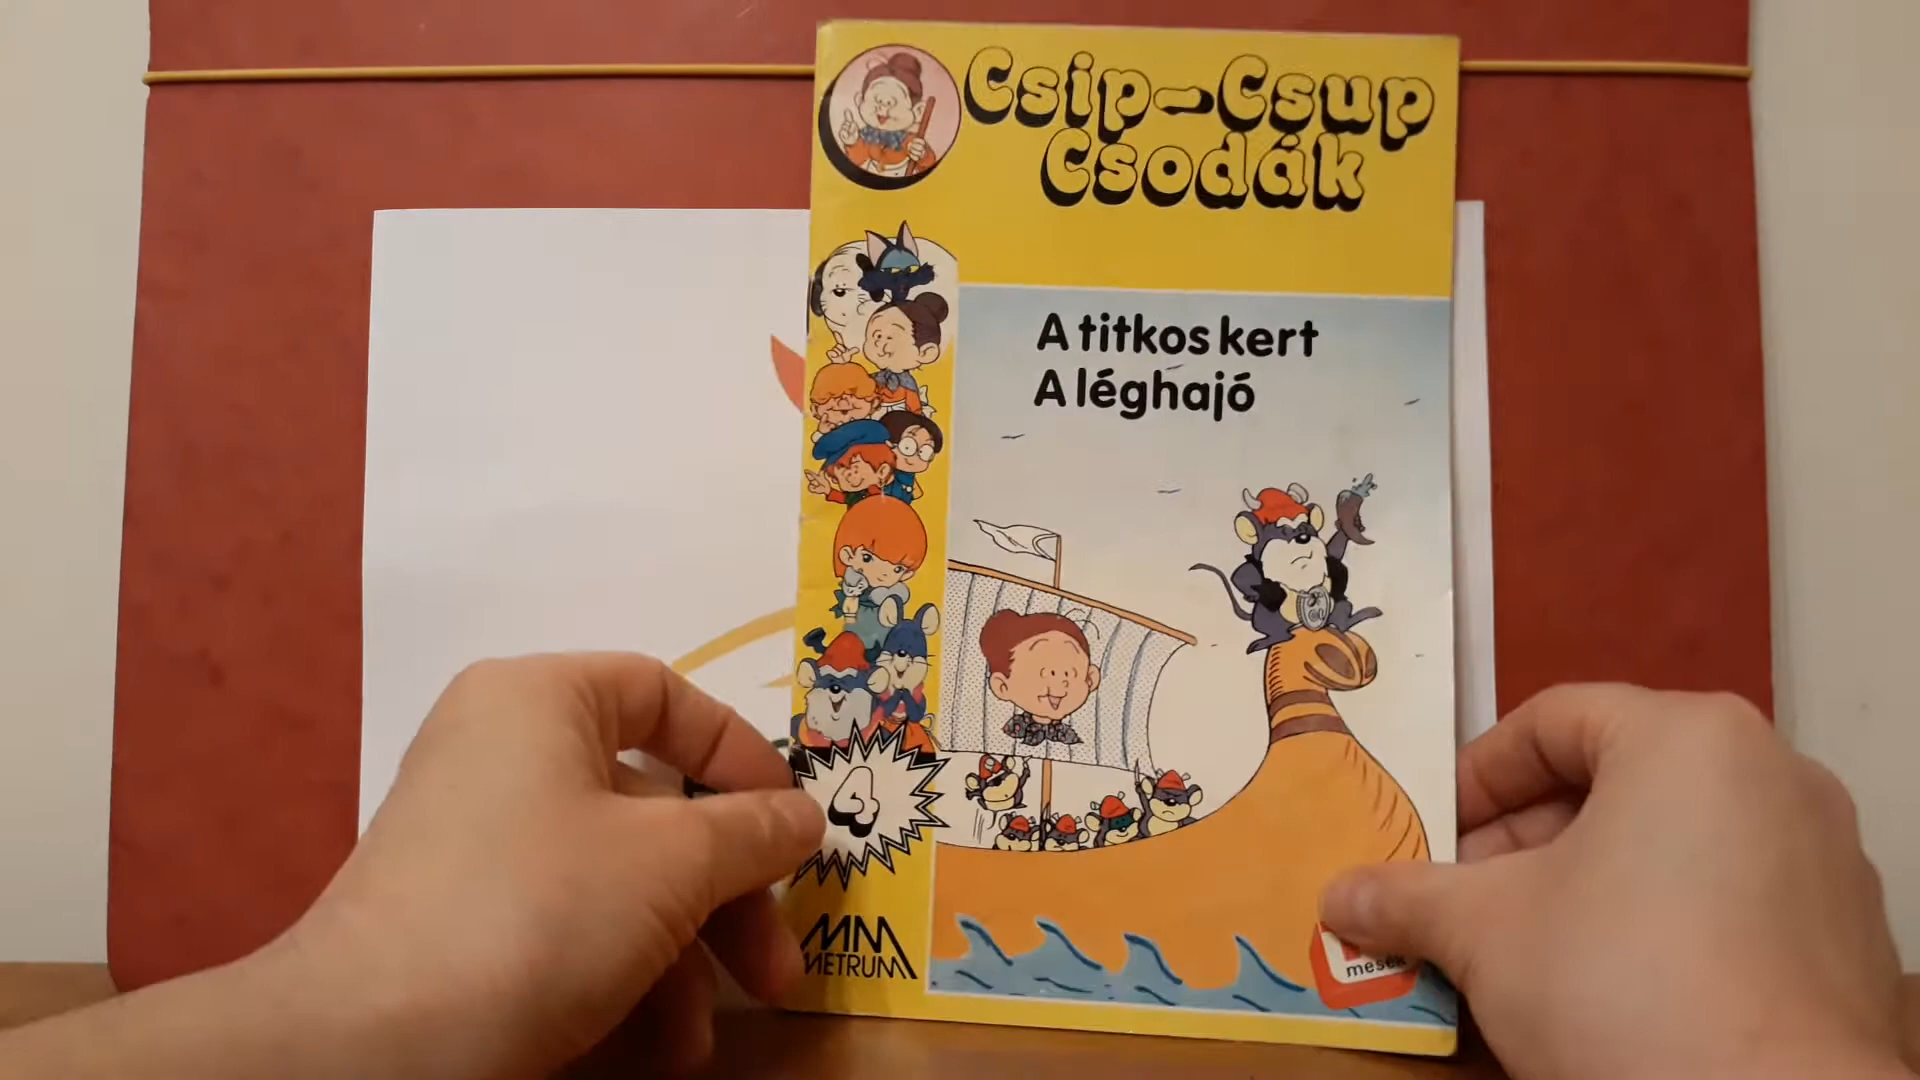 Csip-Csup
Csodák
A titkos kert
A léghajó
4
METRUM
mesék